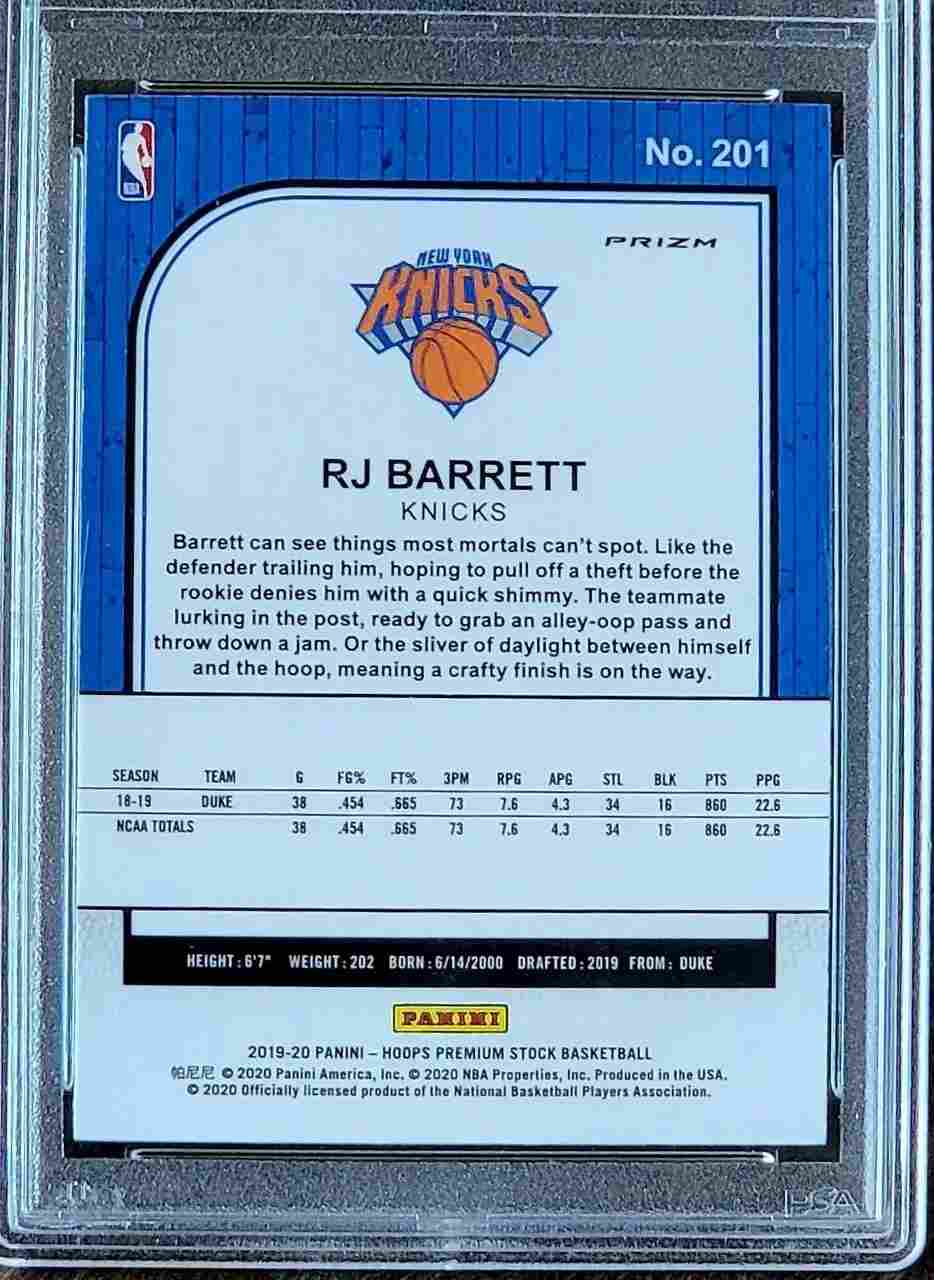 No. 201
PRIZM
NEW YORK
KNICKS
RJ BARRETT
KNICKS
Barrett can see things most mortals can't spot. Like the
defender trailing him, hoping to pull off a theft before the
rookie denies him with a quick shimmy. The teammate
lurking in the post, ready to grab an alley-oop pass and
throw down a jam. Or the sliver of daylight between himself
and the hoop, meaning a crafty finish is on the way.
SEASON TEAM G FG% FT% 3PM RPG APG STL BLK PTS PPG
18-19 DUKE 38 .454 .665 73 7.6 4.3 34 16 860 22.6
NCAA TOTALS 38 .454 .665 73 7.6 4.3 34 16 860 22.6
HEIGHT: 6'7" WEIGHT: 202 BORN: 6/14/2000 DRAFTED: 2019 FROM: DUKE
PANINI
2019-20 PANINI – HOOPS PREMIUM STOCK BASKETBALL
帕尼尼 © 2020 Panini America, Inc. © 2020 NBA Properties, Inc. Produced in the USA.
© 2020 Officially licensed product of the National Basketball Players Association.